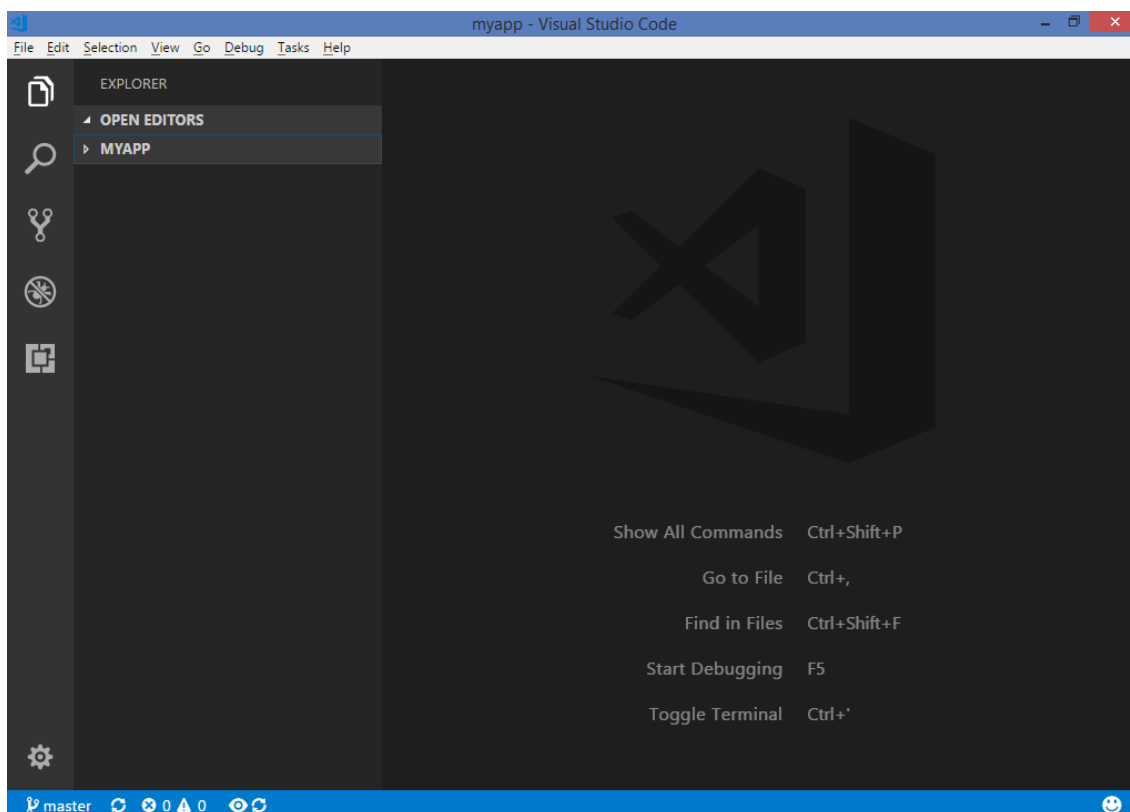 myapp - Visual Studio Code
File Edit Selection View Go Debug Tasks Help
EXPLORER
OPEN EDITORS
MYAPP
Show All Commands Ctrl+Shift+P
Go to File Ctrl+,
Find in Files Ctrl+Shift+F
Start Debugging F5
Toggle Terminal Ctrl+'
master 0 0